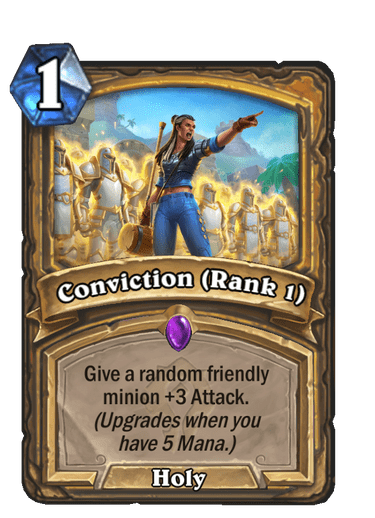 1
Conviction (Rank 1)
Give a random friendly
minion +3 Attack.
(Upgrades when you
have 5 Mana.)
Holy